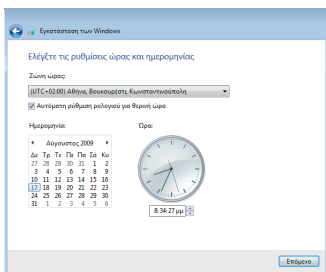 Εγκατάσταση των Windows
Ελέγξτε τις ρυθμίσεις ώρας και ημερομηνίας
Ζώνη ώρας:
(UTC+02:00) Αθήνα, Βουκουρέστι, Κωνσταντινούπολη
Αυτόματη ρύθμιση ρολογιού για θερινή ώρα
Ημερομηνία: Ώρα:
Αύγουστος 2009
Δε Τρ Τε Πε Πα Σά Κυ
27 28 29 30 31 1 2
3 4 5 6 7 8 9
10 11 12 13 14 15 16
17 18 19 20 21 22 23
24 25 26 27 28 29 30
31 1 2 3 4 5 6
8:34:27 μμ
Επόμενο